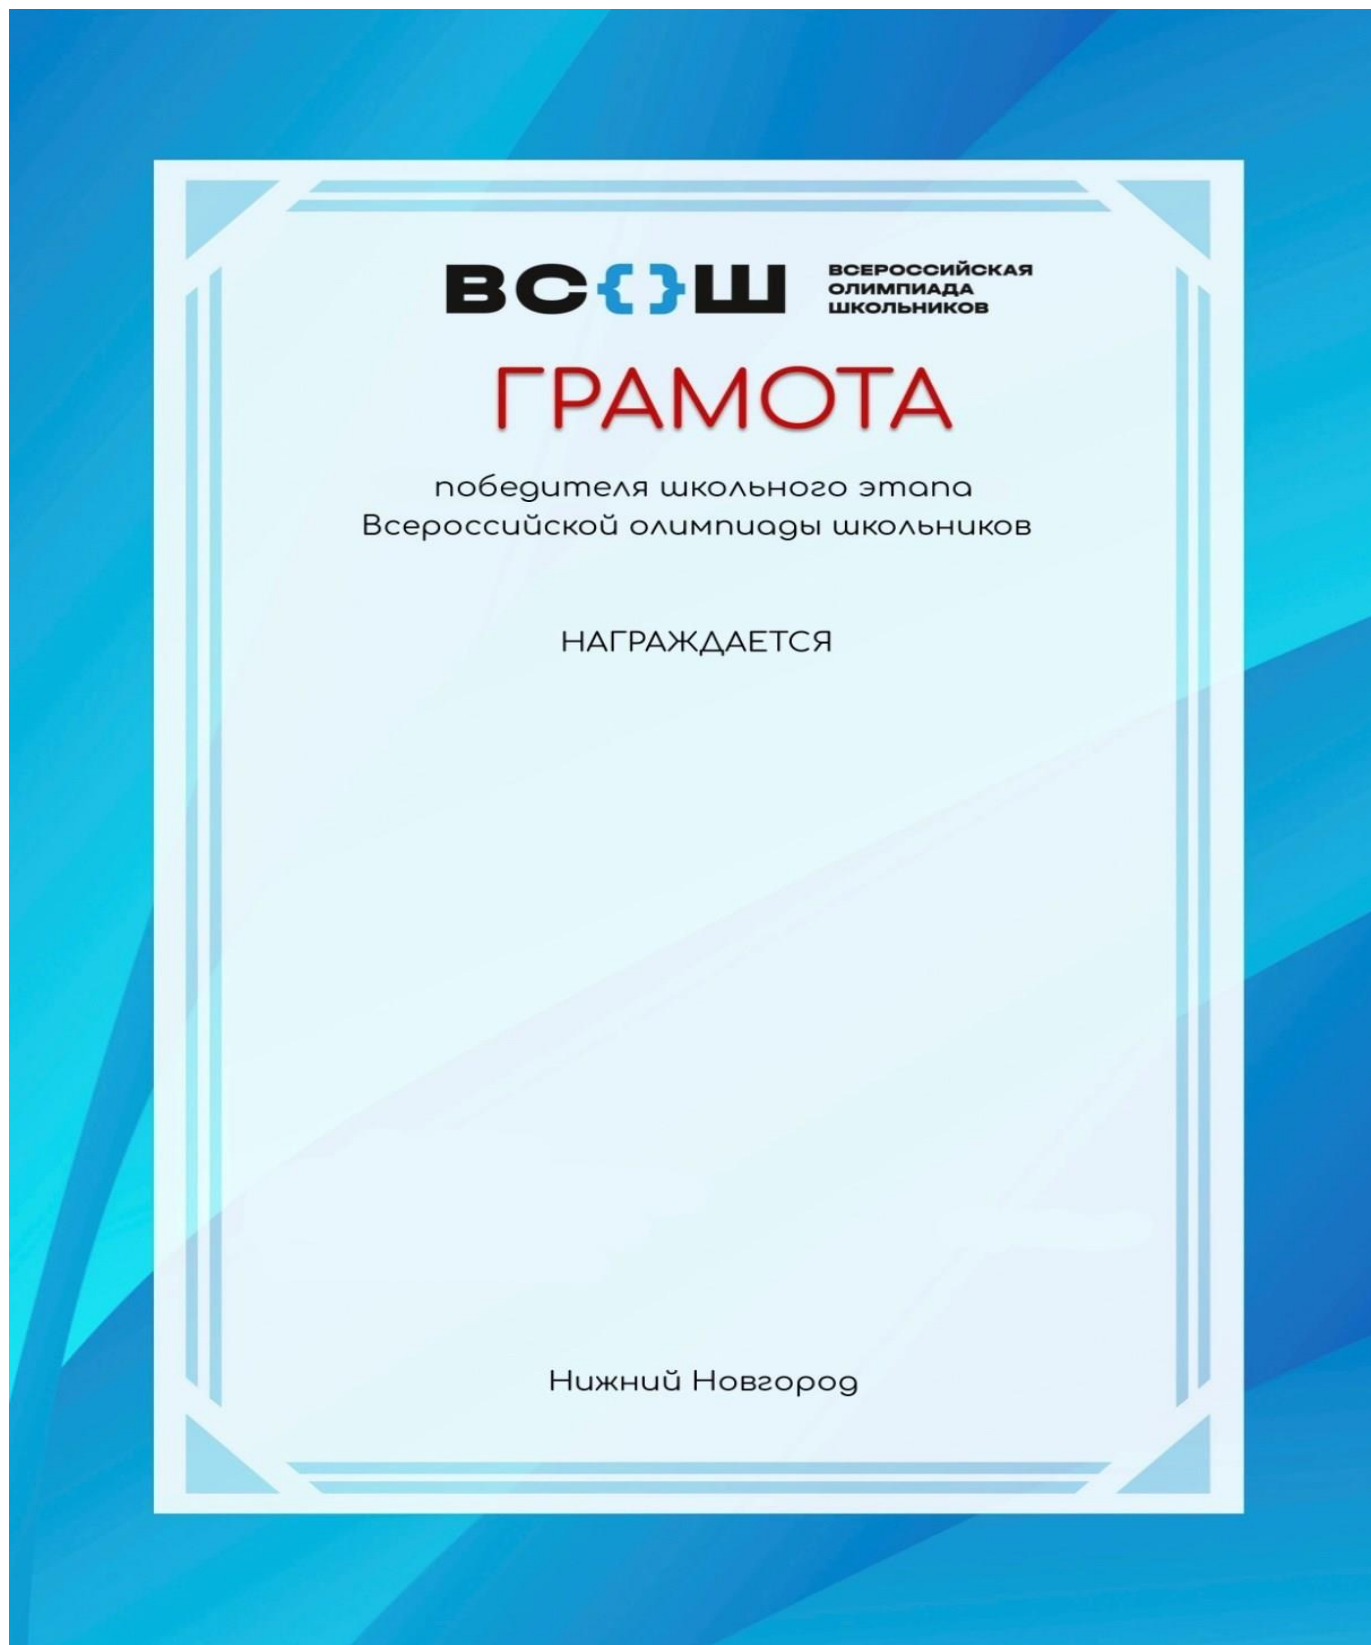 ВС{}Ш
ВСЕРОССИЙСКАЯ
ОЛИМПИАДА
ШКОЛЬНИКОВ
ГРАМОТА
победителя школьного этапа
Всероссийской олимпиады школьников
НАГРАЖДАЕТСЯ
Нижний Новгород